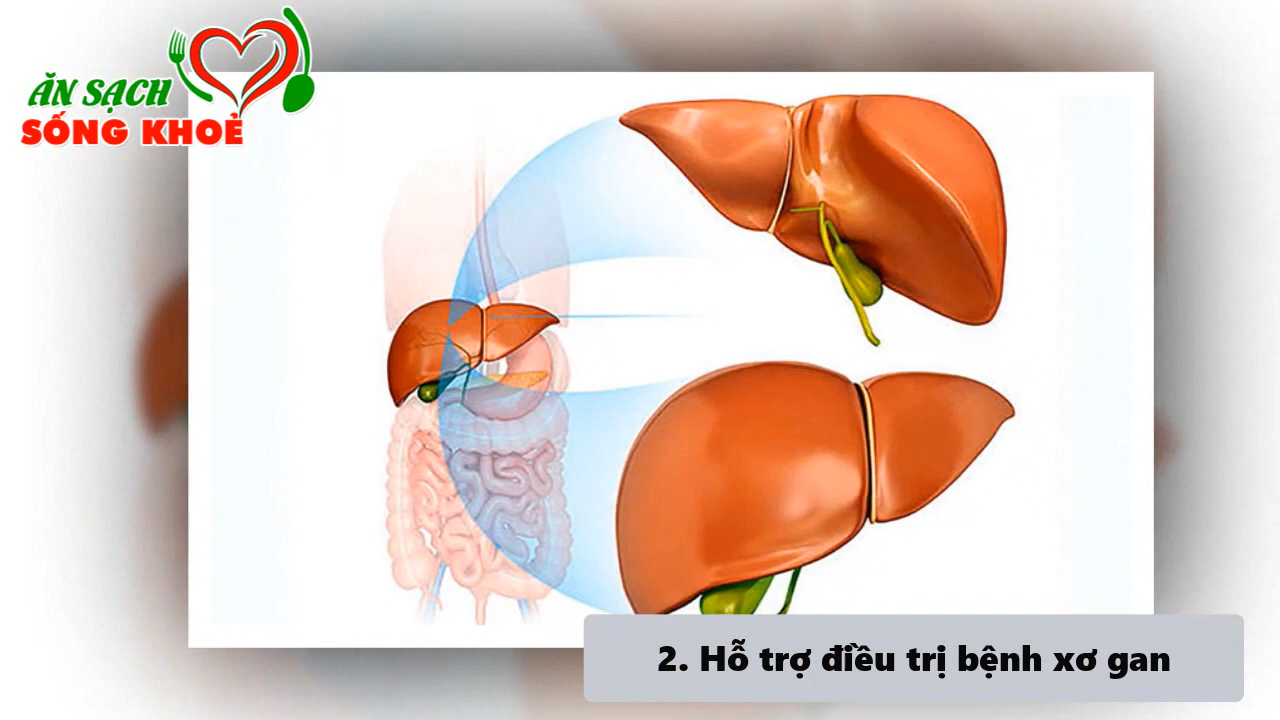 ĂN SẠCH
SỐNG KHOẺ
2. Hỗ trợ điều trị bệnh xơ gan